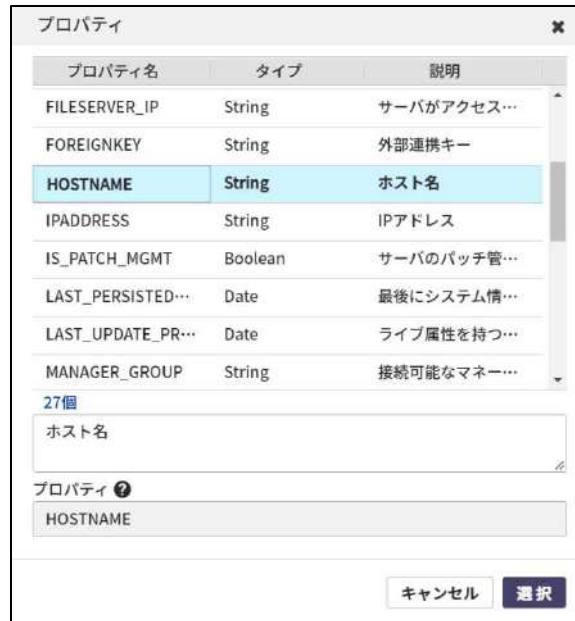 プロパティ ✖
プロパティ名 タイプ 説明
FILESERVER_IP String サーバがアクセス…
FOREIGNKEY String 外部連携キー
HOSTNAME String ホスト名
IPADDRESS String IPアドレス
IS_PATCH_MGMT Boolean サーバのパッチ管…
LAST_PERSISTED… Date 最後にシステム情…
LAST_UPDATE_PR… Date ライブ属性を持つ…
MANAGER_GROUP String 接続可能なマネー…
27個
ホスト名
プロパティ ?
HOSTNAME
キャンセル 選択